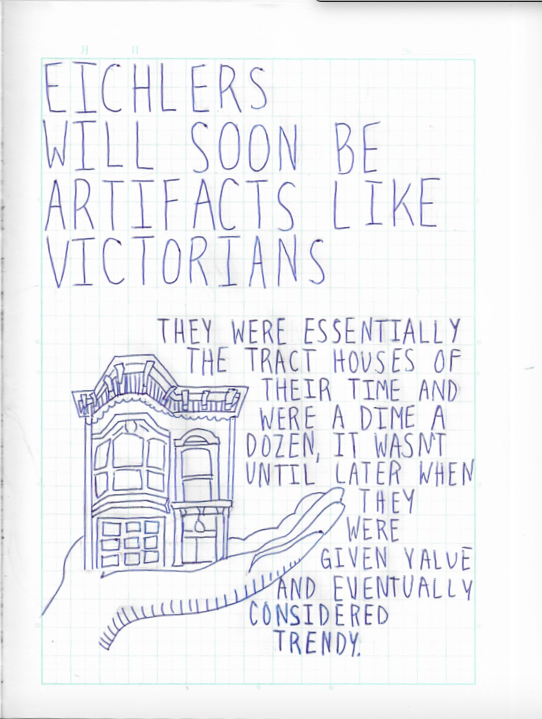 EICHLERS
WILL SOON BE
ARTIFACTS LIKE
VICTORIANS
THEY WERE ESSENTIALLY
THE TRACT HOUSES OF
THEIR TIME AND
WERE A DIME A
DOZEN, IT WASNT
UNTIL LATER WHEN
THEY
WERE
GIVEN VALUE
AND EVENTUALLY
CONSIDERED
TRENDY.